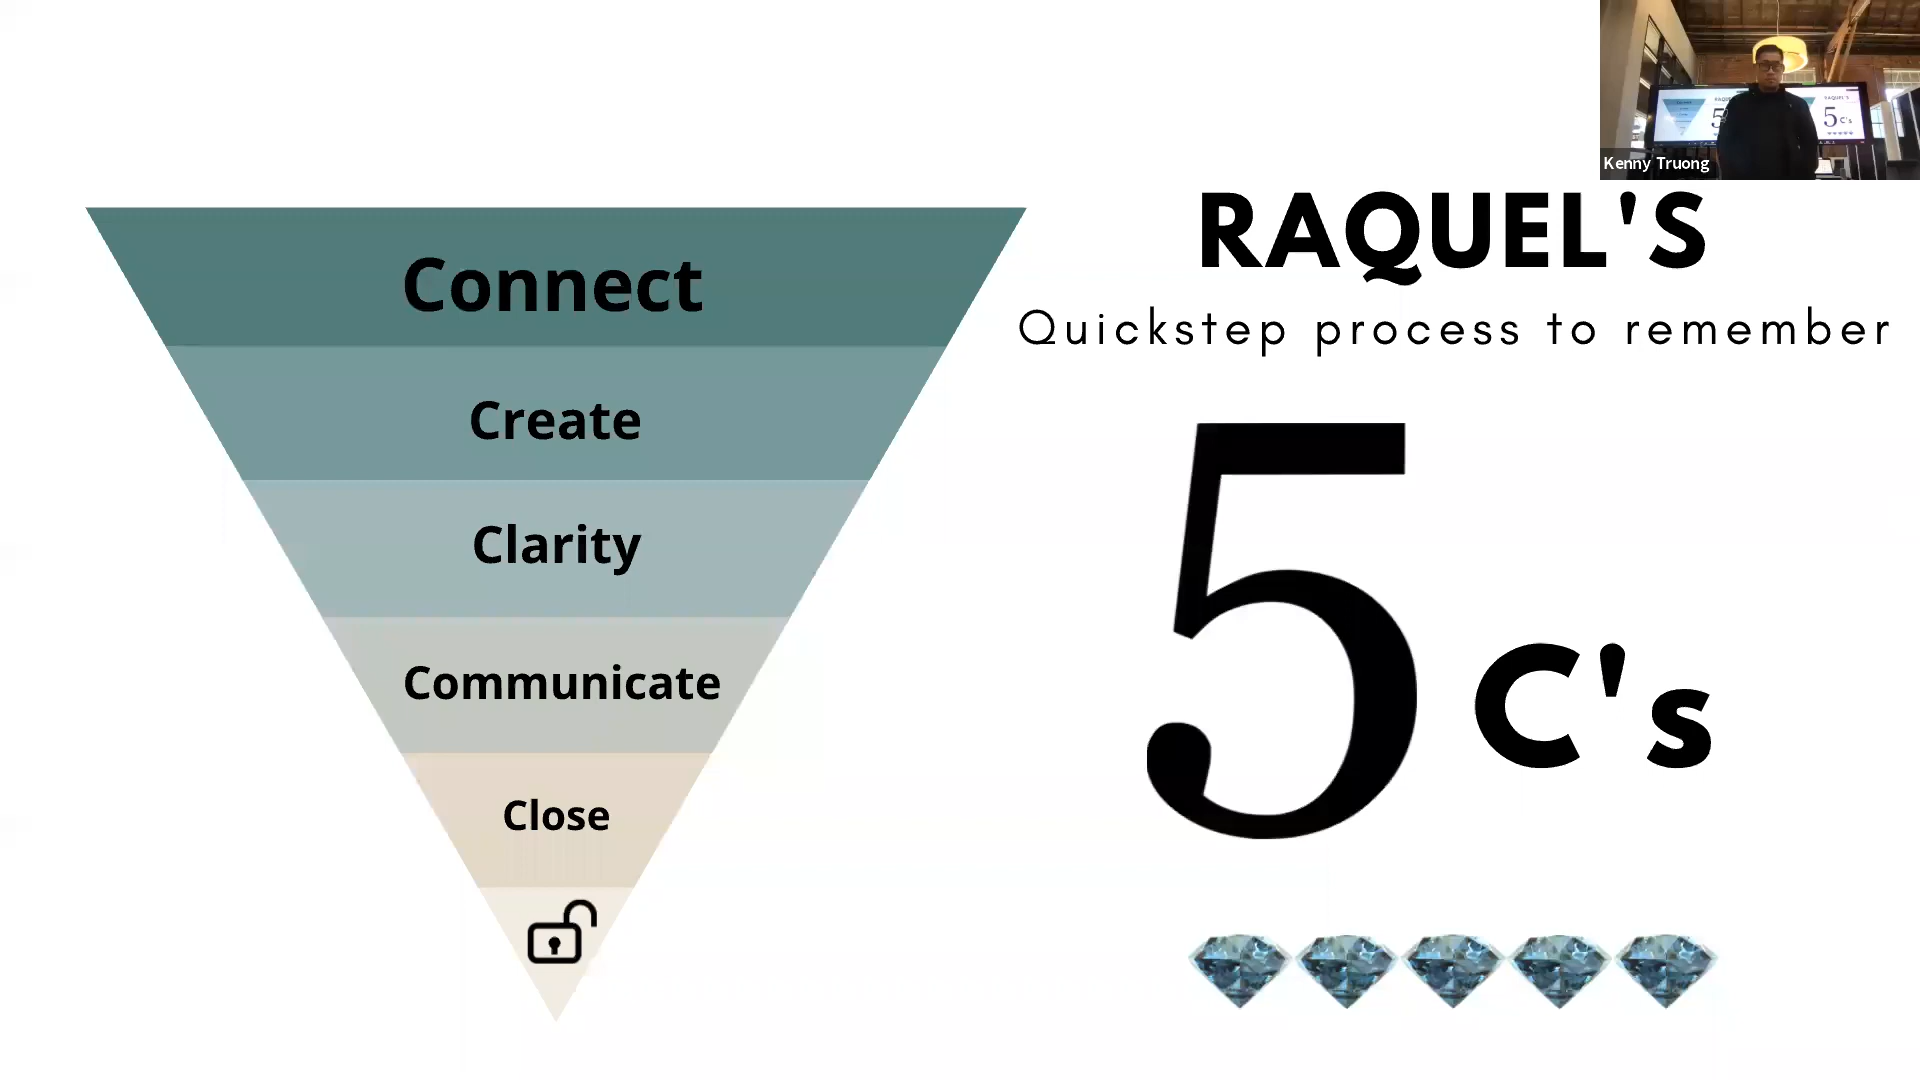 Kenny Truong
RAQUEL'S
Quickstep process to remember
5 C's
Connect
Create
Clarity
Communicate
Close